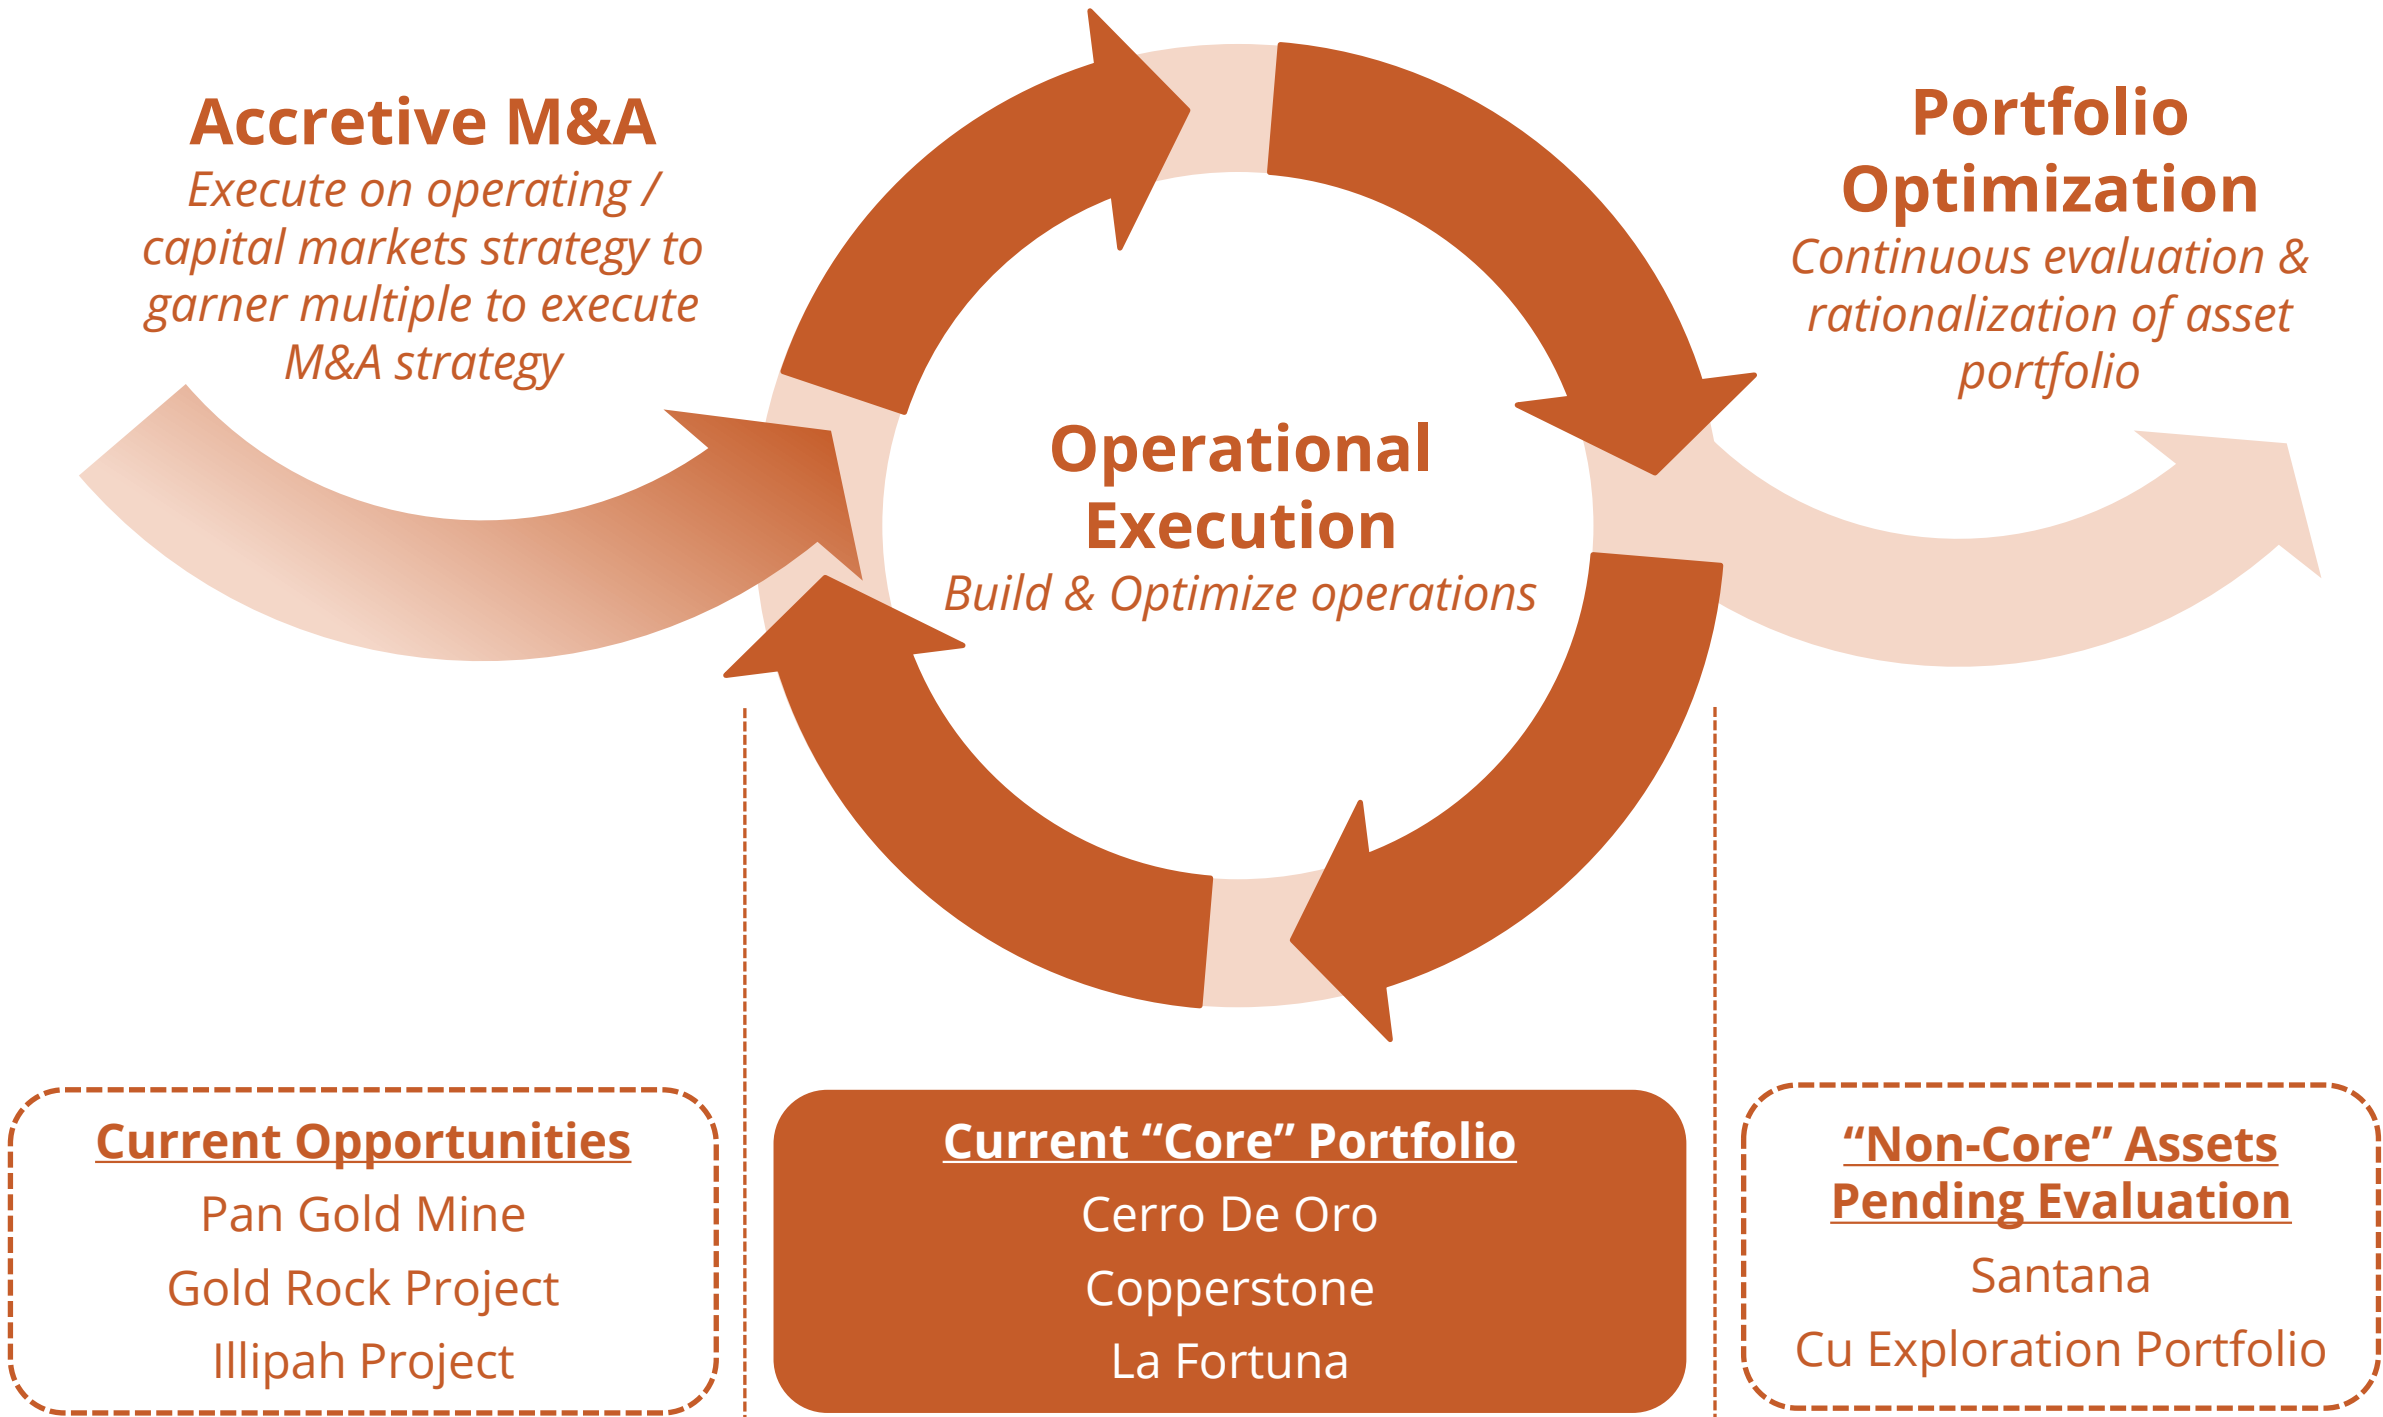 Accretive M&A
Execute on operating /
capital markets strategy to
garner multiple to execute
M&A strategy
Operational
Execution
Build & Optimize operations
Portfolio
Optimization
Continuous evaluation &
rationalization of asset
portfolio
Current Opportunities
Pan Gold Mine
Gold Rock Project
Illipah Project
Current “Core” Portfolio
Cerro De Oro
Copperstone
La Fortuna
“Non-Core” Assets
Pending Evaluation
Santana
Cu Exploration Portfolio